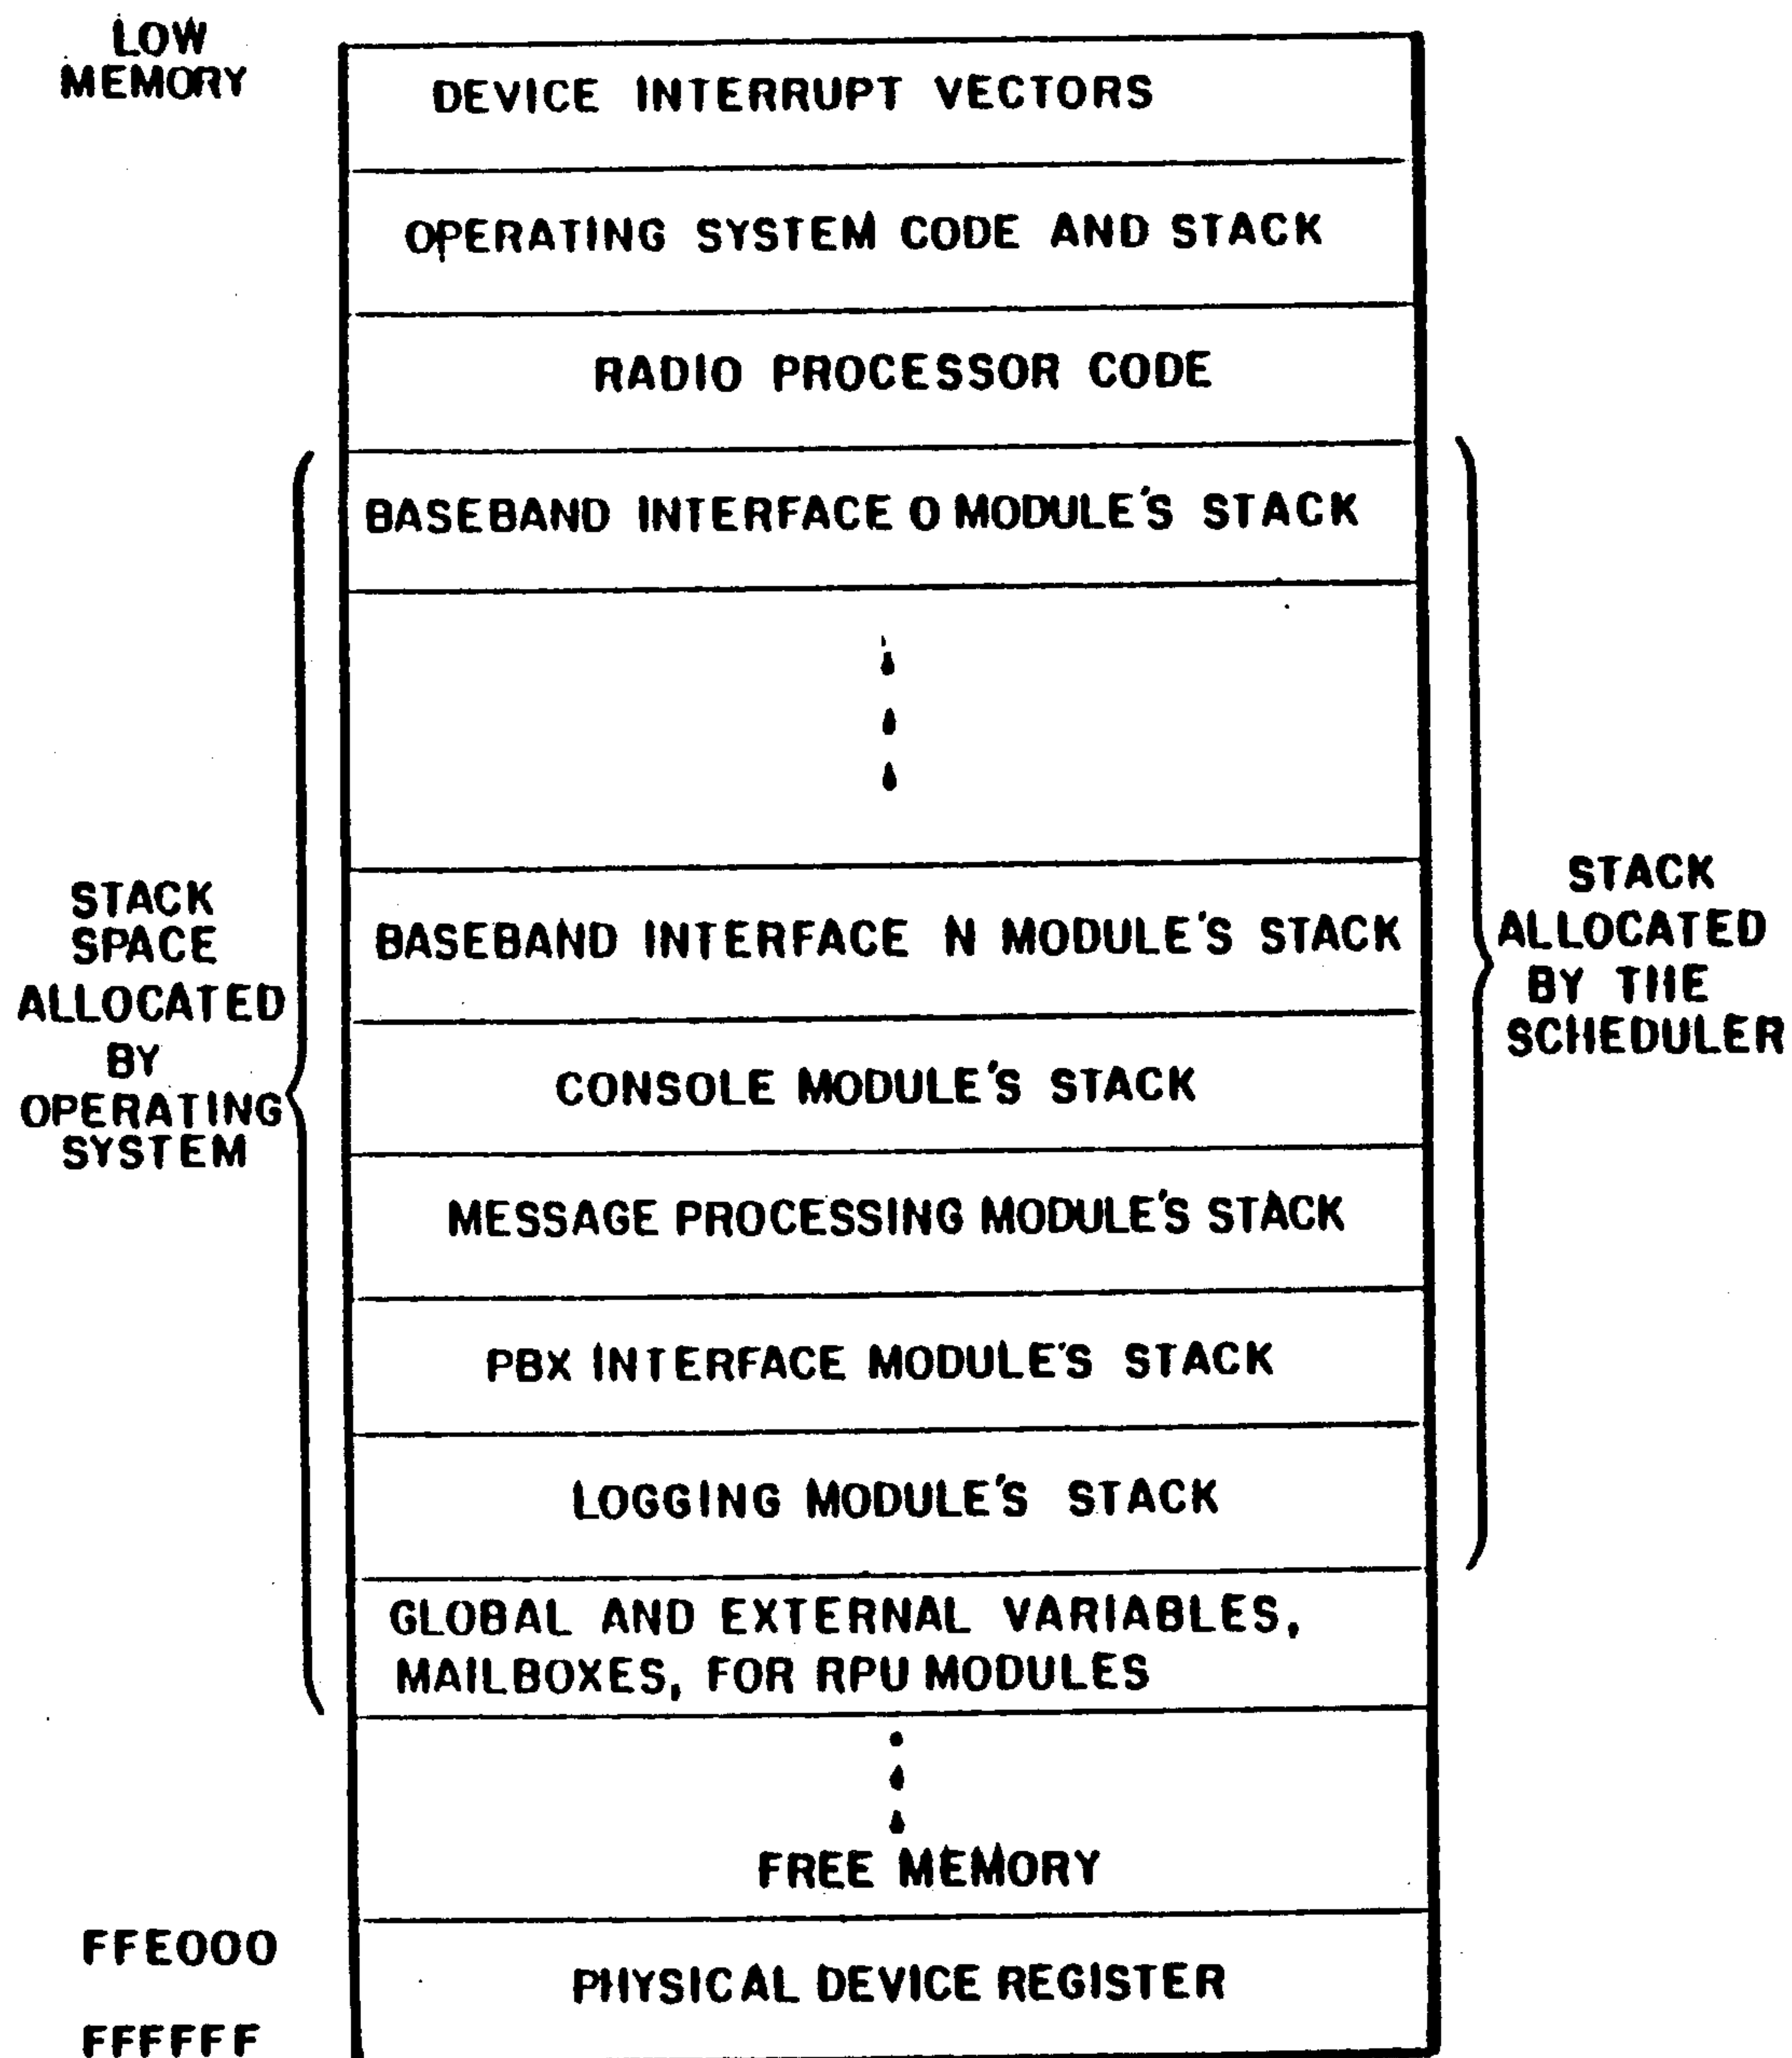 LOW
MEMORY
DEVICE INTERRUPT VECTORS
OPERATING SYSTEM CODE AND STACK
RADIO PROCESSOR CODE
BASEBAND INTERFACE 0 MODULE'S STACK
BASEBAND INTERFACE N MODULE'S STACK
CONSOLE MODULE'S STACK
MESSAGE PROCESSING MODULE'S STACK
PBX INTERFACE MODULE'S STACK
LOGGING MODULE'S STACK
GLOBAL AND EXTERNAL VARIABLES,
MAILBOXES, FOR RPU MODULES
FREE MEMORY
PHYSICAL DEVICE REGISTER
STACK
SPACE
ALLOCATED
BY
OPERATING
SYSTEM
STACK
ALLOCATED
BY THE
SCHEDULER
FFE000
FFFFFF